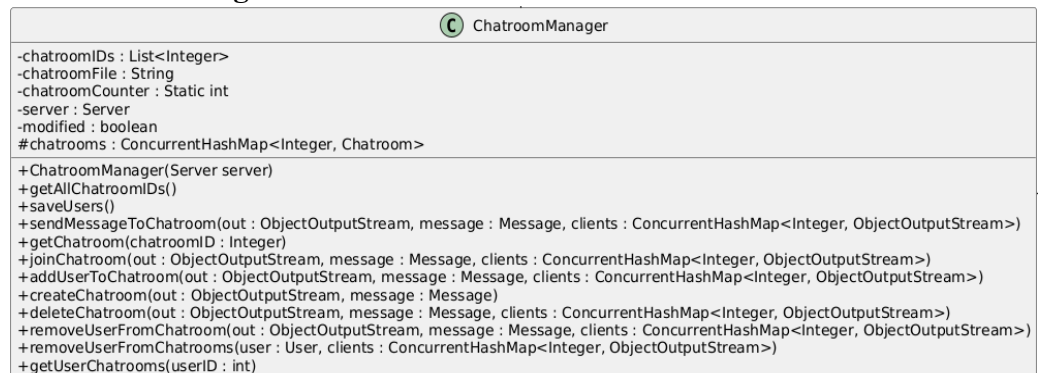 C ChatroomManager
-chatroomIDs : List<Integer>
-chatroomFile : String
-chatroomCounter : Static int
-server : Server
-modified : boolean
#chatrooms : ConcurrentHashMap<Integer, Chatroom>
+ChatroomManager(Server server)
+getAllChatroomIDs()
+saveUsers()
+sendMessageToChatroom(out : ObjectOutputStream, message : Message, clients : ConcurrentHashMap<Integer, ObjectOutputStream>)
+getChatroom(chatroomID : Integer)
+joinChatroom(out : ObjectOutputStream, message : Message, clients : ConcurrentHashMap<Integer, ObjectOutputStream>)
+addUserToChatroom(out : ObjectOutputStream, message : Message, clients : ConcurrentHashMap<Integer, ObjectOutputStream>)
+createChatroom(out : ObjectOutputStream, message : Message)
+deleteChatroom(out : ObjectOutputStream, message : Message, clients : ConcurrentHashMap<Integer, ObjectOutputStream>)
+removeUserFromChatroom(out : ObjectOutputStream, message : Message, clients : ConcurrentHashMap<Integer, ObjectOutputStream>)
+removeUserFromChatrooms(user : User, clients : ConcurrentHashMap<Integer, ObjectOutputStream>)
+getUserChatrooms(userID : int)